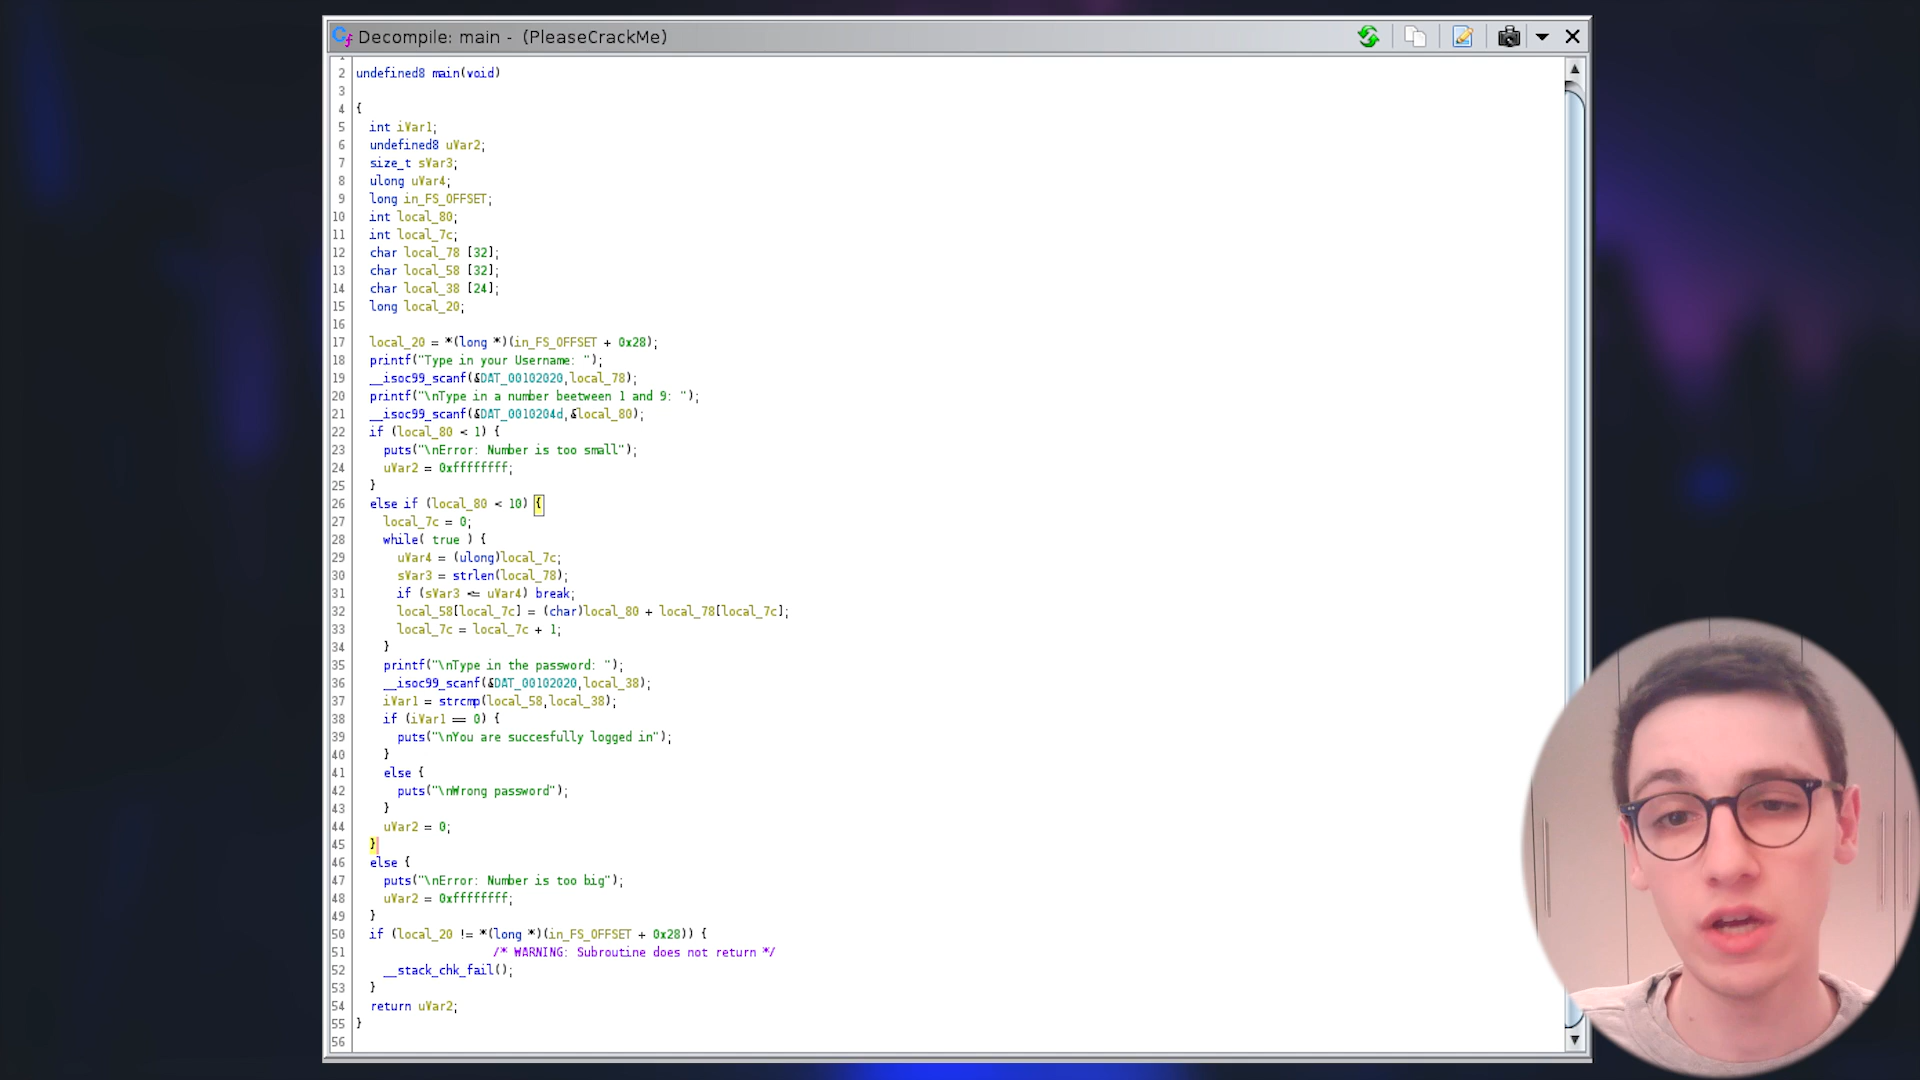 Decompile: main - (PleaseCrackMe)
1
2 undefined8 main(void)
3
4 {
5 int iVar1;
6 undefined8 uVar2;
7 size_t sVar3;
8 ulong uVar4;
9 long in_FS_OFFSET;
10 int local_80;
11 int local_7c;
12 char local_78 [32];
13 char local_58 [32];
14 char local_38 [24];
15 long local_20;
16
17 local_20 = *(long *)(in_FS_OFFSET + 0x28);
18 printf("Type in your Username: ");
19 __isoc99_scanf(&DAT_00102020,local_78);
20 printf("\nType in a number beetween 1 and 9: ");
21 __isoc99_scanf(&DAT_0010204d,&local_80);
22 if (local_80 < 1) {
23 puts("\nError: Number is too small");
24 uVar2 = 0xffffffff;
25 }
26 else if (local_80 < 10) {
27 local_7c = 0;
28 while( true ) {
29 uVar4 = (ulong)local_7c;
30 sVar3 = strlen(local_78);
31 if (sVar3 <= uVar4) break;
32 local_58[local_7c] = (char)local_80 + local_78[local_7c];
33 local_7c = local_7c + 1;
34 }
35 printf("\nType in the password: ");
36 __isoc99_scanf(&DAT_00102020,local_38);
37 iVar1 = strcmp(local_58,local_38);
38 if (iVar1 == 0) {
39 puts("\nYou are succesfully logged in");
40 }
41 else {
42 puts("\nWrong password");
43 }
44 uVar2 = 0;
45 }
46 else {
47 puts("\nError: Number is too big");
48 uVar2 = 0xffffffff;
49 }
50 if (local_20 != *(long *)(in_FS_OFFSET + 0x28)) {
51 /* WARNING: Subroutine does not return */
52 __stack_chk_fail();
53 }
54 return uVar2;
55 }
56